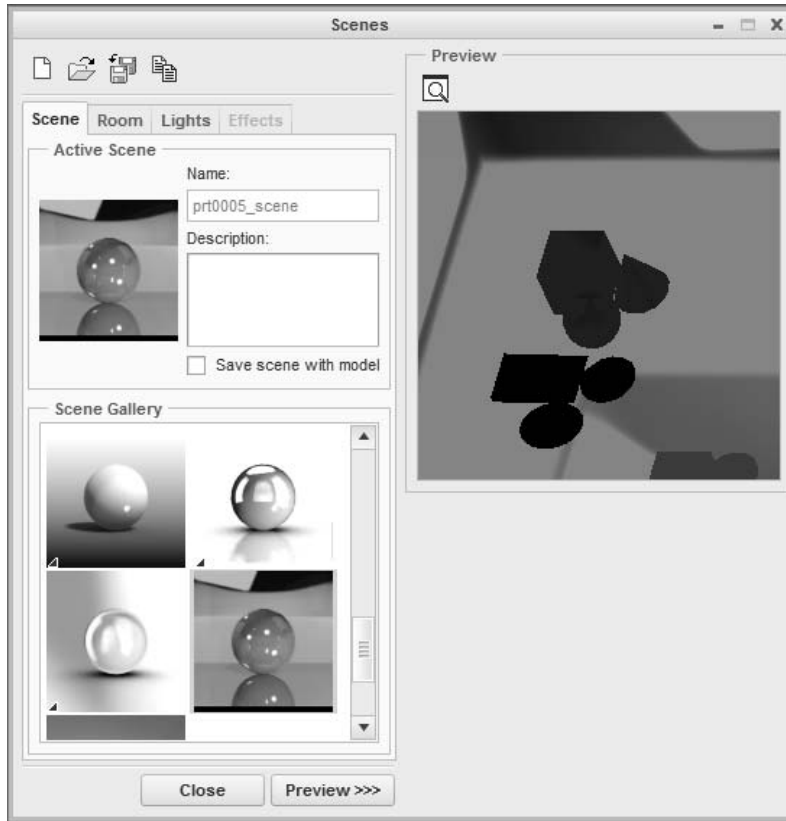 Scenes
Preview
Scene Room Lights Effects
Active Scene
Name:
prt0005_scene
Description:
Save scene with model
Scene Gallery
Close Preview >>>